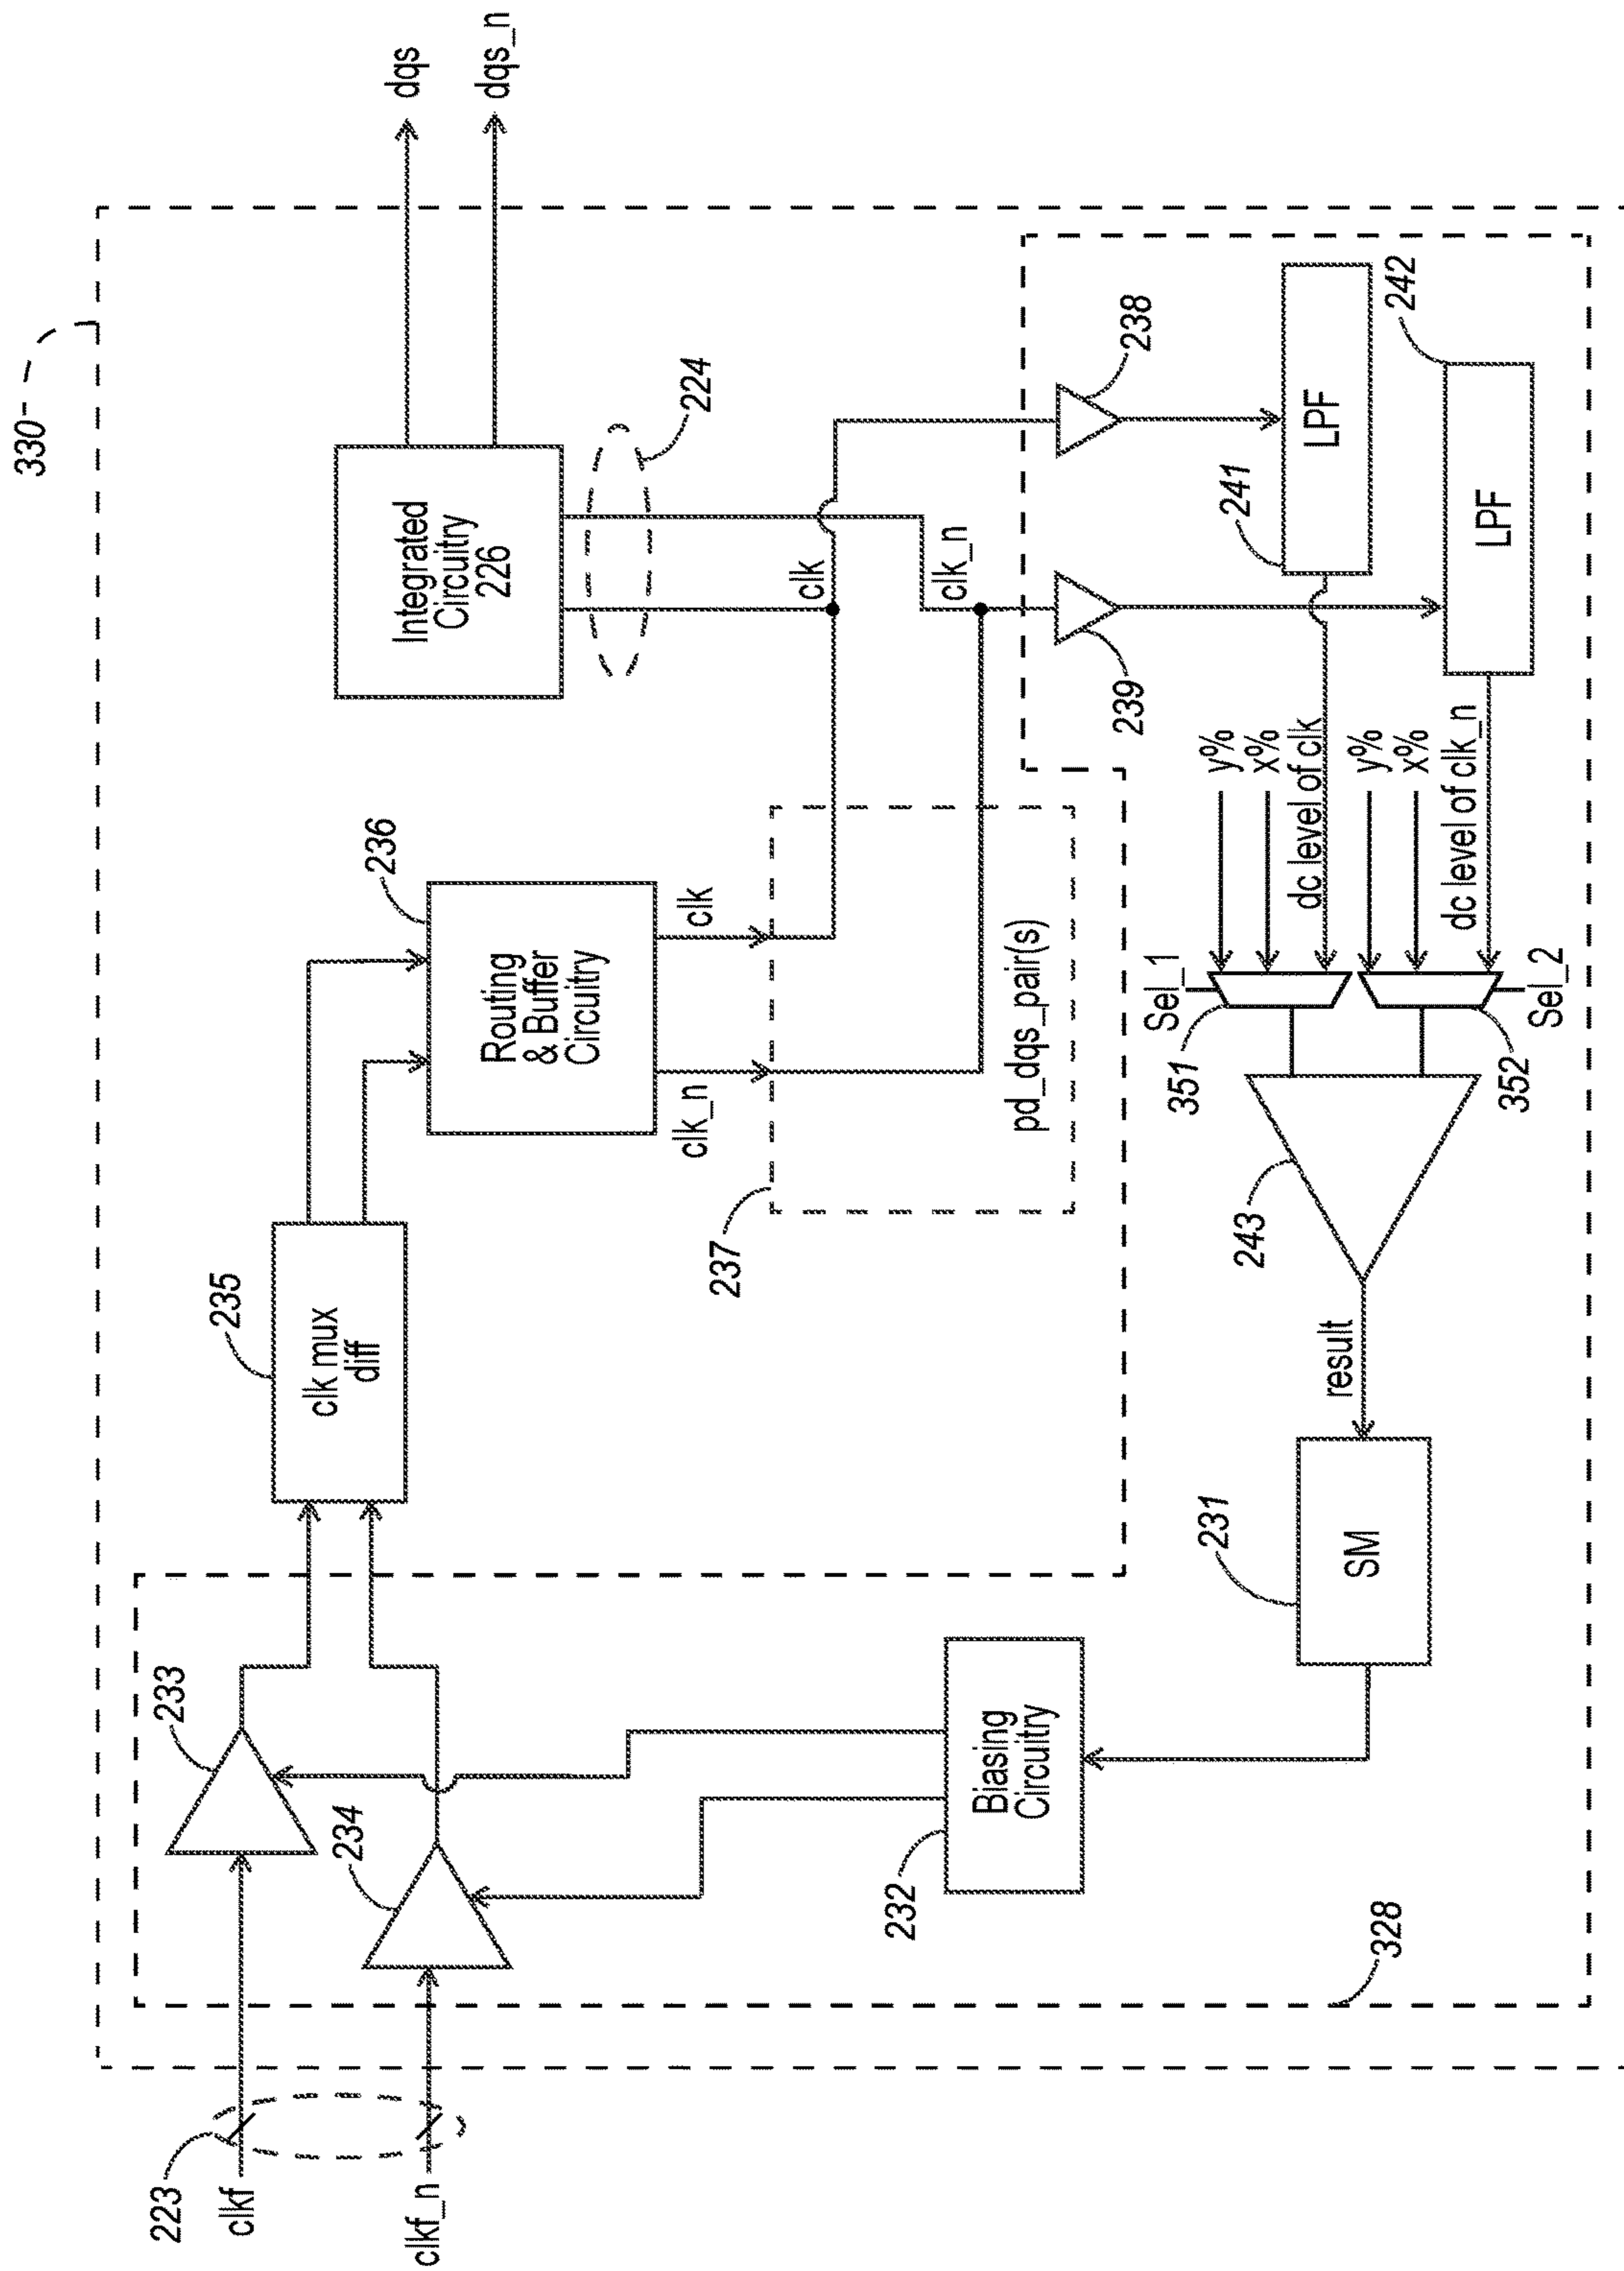 330
223
clkf
clkf_n
233
234
235
clk mux
diff
236
Routing
& Buffer
Circuitry
clk
clk_n
237
pd_dqs_pair(s)
Integrated
Circuitry
226
dqs
dqs_n
224
clk
clk_n
238
239
241
LPF
242
LPF
y%
x%
dc level of clk
y%
x%
dc level of clk_n
Sel_1
351
Sel_2
352
243
result
231
SM
232
Biasing
Circuitry
328